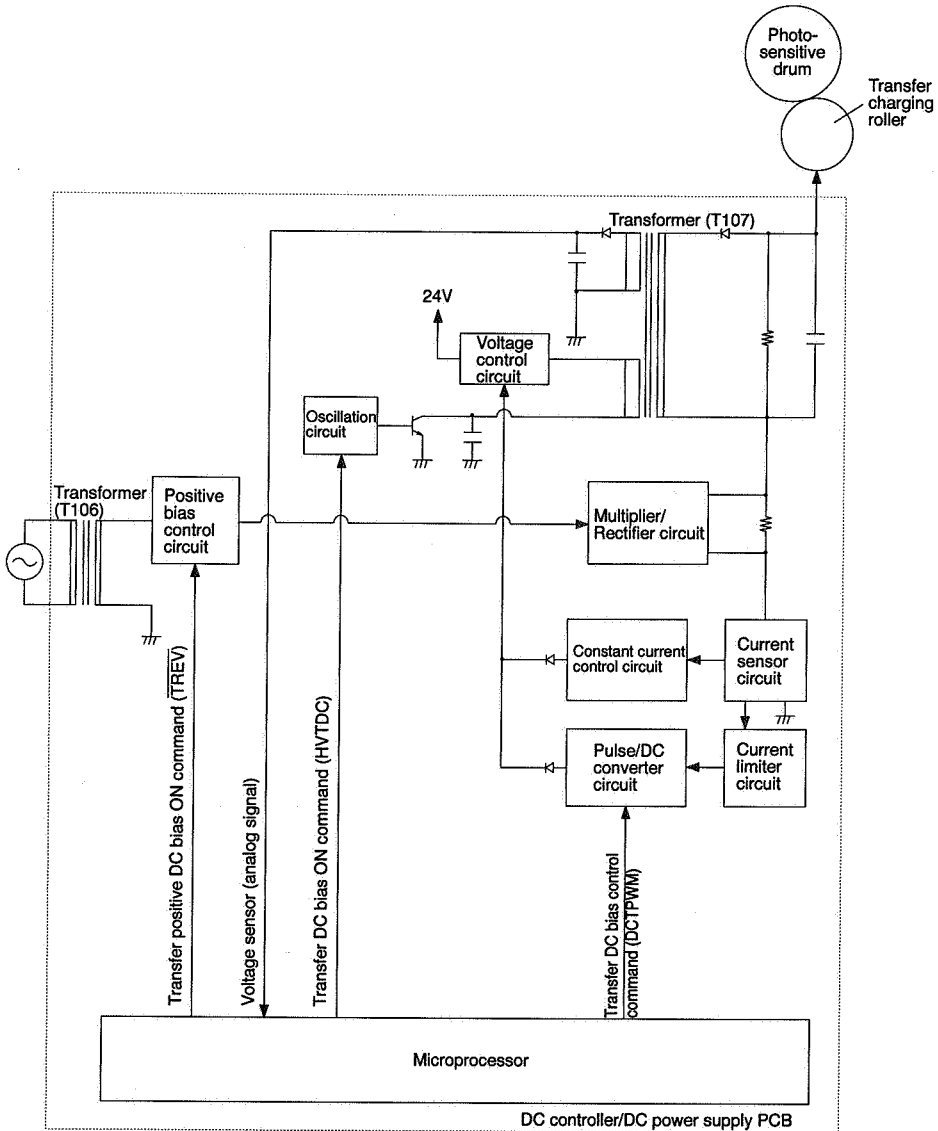 Photo-
sensitive
drum
Transfer
charging
roller
Transformer (T107)
24V
Voltage
control
circuit
Oscillation
circuit
Transformer
(T106)
Positive
bias
control
circuit
Multiplier/
Rectifier circuit
Constant current
control circuit
Current
sensor
circuit
Pulse/DC
converter
circuit
Current
limiter
circuit
Transfer positive DC bias ON command (TREV)
Voltage sensor (analog signal)
Transfer DC bias ON command (HVTDC)
Transfer DC bias control
command (DCTPWM)
Microprocessor
DC controller/DC power supply PCB